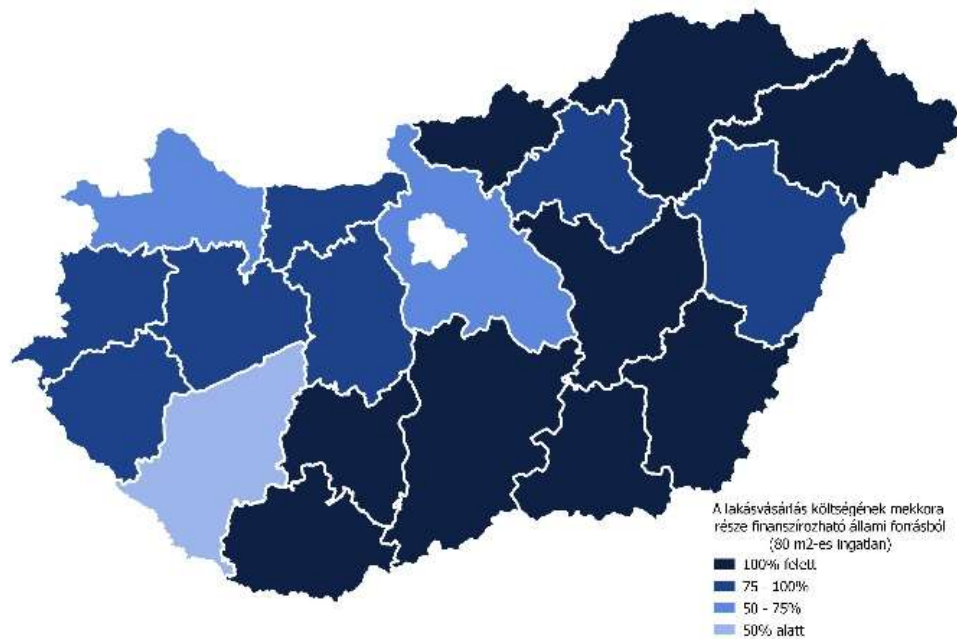 A lakásvásárlás költségének mekkora
része finanszírozható állami forrásból
(80 m2-es ingatlan)
100% felett
75 - 100%
50 - 75%
50% alatt